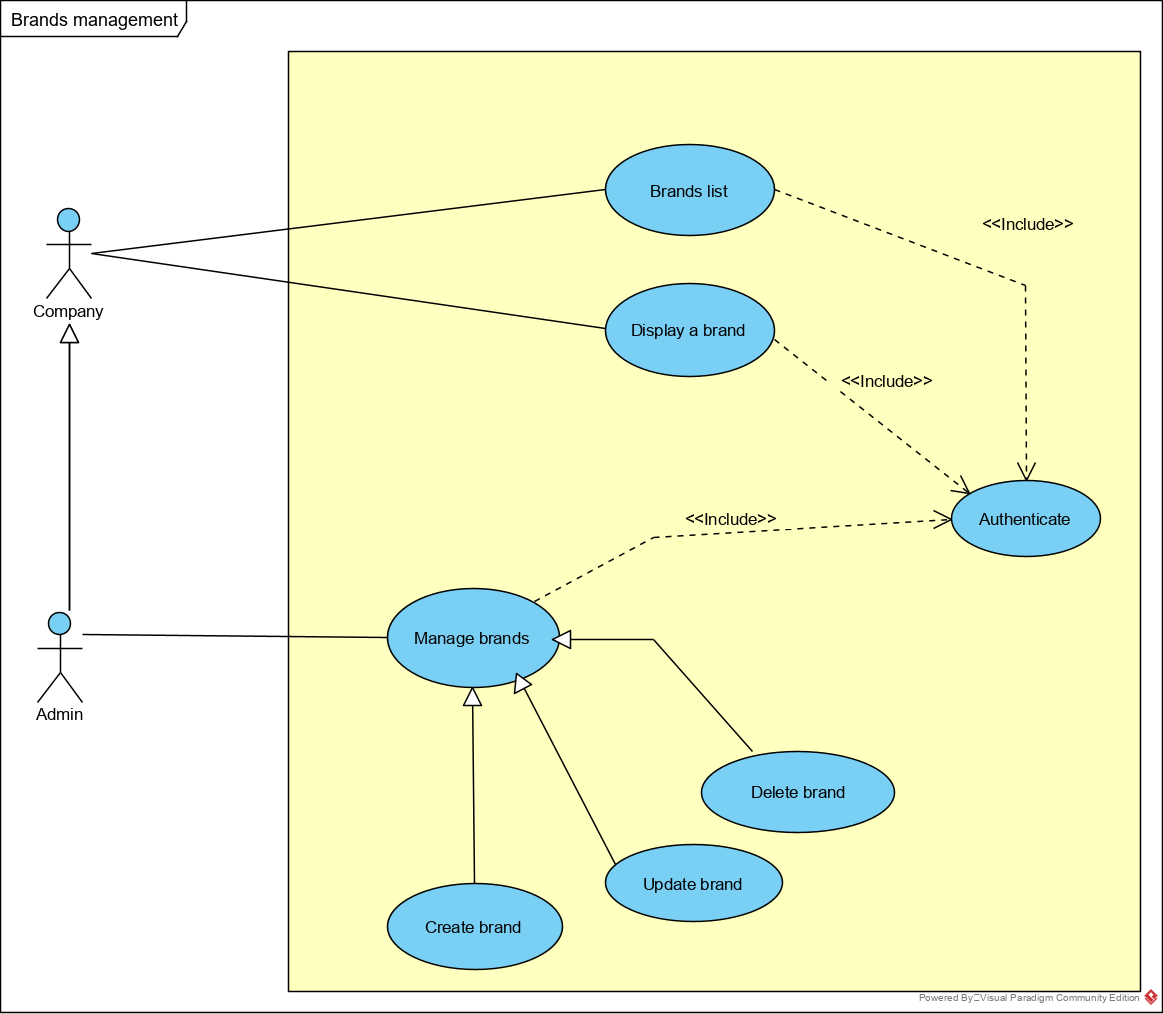 Brands management
Brands list
<<Include>>
Company
Display a brand
<<Include>>
<<Include>>
Authenticate
Manage brands
Admin
Delete brand
Update brand
Create brand
Powered By Visual Paradigm Community Edition